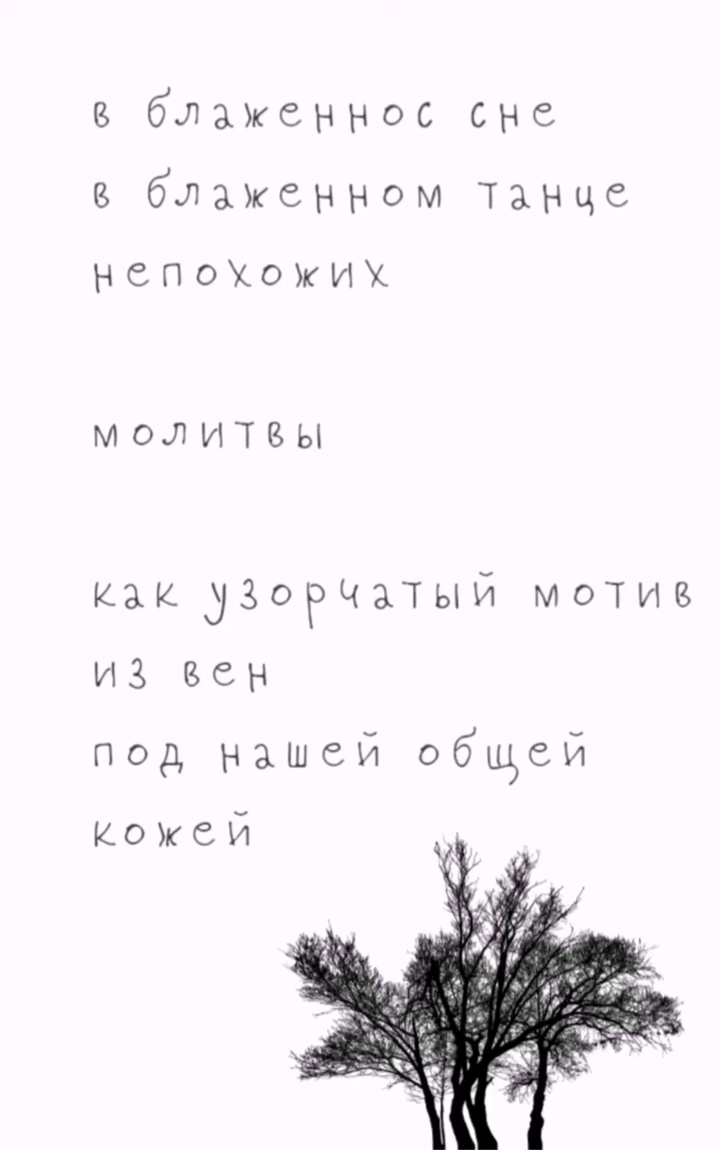 в блаженнос сне
в блаженном танце
непохожих
молитвы
как узорчатый мотив
из вен
под нашей общей
кожей